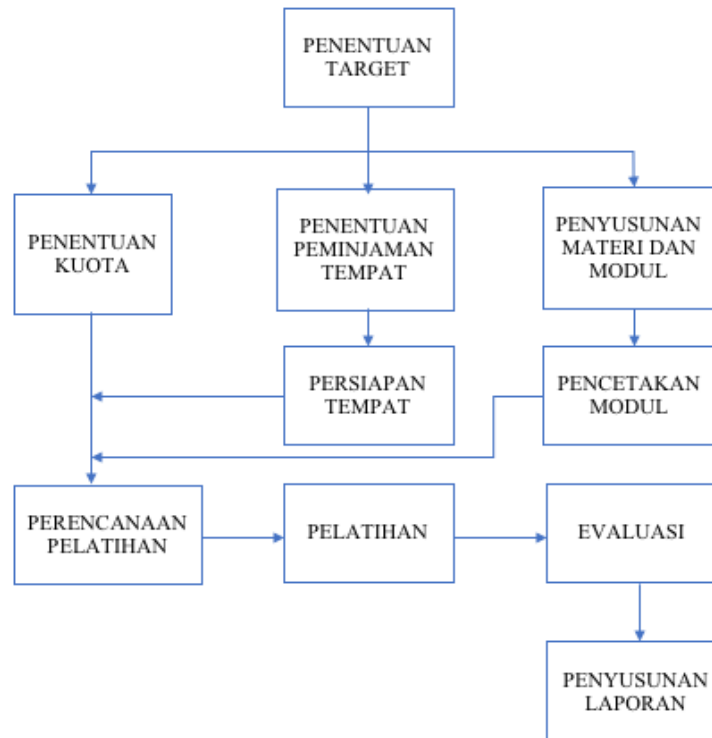 PENENTUAN
TARGET
PENENTUAN
KUOTA
PENENTUAN
PEMINJAMAN
TEMPAT
PENYUSUNAN
MATERI DAN
MODUL
PERSIAPAN
TEMPAT
PENCETAKAN
MODUL
PERENCANAAN
PELATIHAN
PELATIHAN
EVALUASI
PENYUSUNAN
LAPORAN